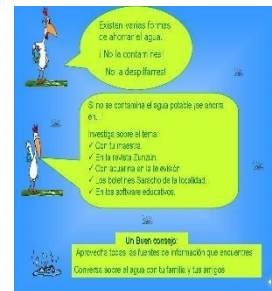 Existen varias formas
de ahorrar el agua.
¡ No la contamines!
No la despilfarres!
Si no se contamina el agua potable ¡se ahorra
en...
Investiga sobre el tema:
✓ Con tu maestra.
✓ En la revista Zunzún.
✓ Con acuarina en la televisión
✓ Los boletines Saracho de la localidad.
✓ En los software educativos.
Un Buen consejo:
Aprovecha todas las fuentes de información que encuentres
Conversa sobre el agua con tu familia y tus amigos